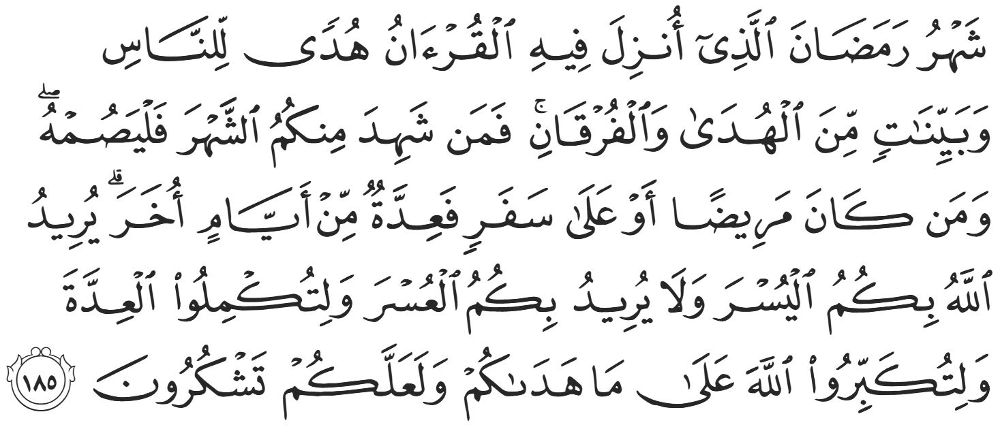 شَهۡرُ رَمَضَانَ ٱلَّذِيٓ أُنزِلَ فِيهِ ٱلۡقُرۡءَانُ هُدٗى لِّلنَّاسِ
وَبَيِّنَٰتٖ مِّنَ ٱلۡهُدَىٰ وَٱلۡفُرۡقَانِۚ فَمَن شَهِدَ مِنكُمُ ٱلشَّهۡرَ فَلۡيَصُمۡهُۖ
وَمَن كَانَ مَرِيضًا أَوۡ عَلَىٰ سَفَرٖ فَعِدَّةٞ مِّنۡ أَيَّامٍ أُخَرَۗ يُرِيدُ
ٱللَّهُ بِكُمُ ٱلۡيُسۡرَ وَلَا يُرِيدُ بِكُمُ ٱلۡعُسۡرَ وَلِتُكۡمِلُواْ ٱلۡعِدَّةَ
وَلِتُكَبِّرُواْ ٱللَّهَ عَلَىٰ مَا هَدَىٰكُمۡ وَلَعَلَّكُمۡ تَشۡكُرُونَ ١٨٥